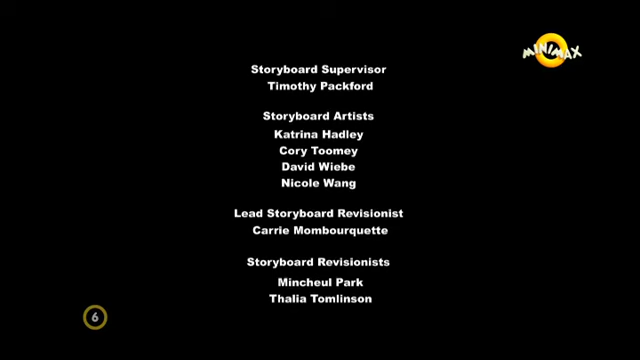 MINIMAX
Storyboard Supervisor
Timothy Packford
Storyboard Artists
Katrina Hadley
Cory Toomey
David Wiebe
Nicole Wang
Lead Storyboard Revisionist
Carrie Mombourquette
Storyboard Revisionists
Mincheul Park
Thalia Tomlinson
6